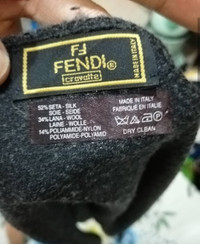 FF
FENDI®
cravatte
MADE IN ITALY
52% SETA - SILK
SOIE - SEIDE
34% LANA - WOOL
LAINE - WOLLE
14% POLIAMMIDE-NYLON
POLYAMIDE-POLYAMID
MADE IN ITALY
FABRIQUÉ EN ITALIE
DRY CLEAN